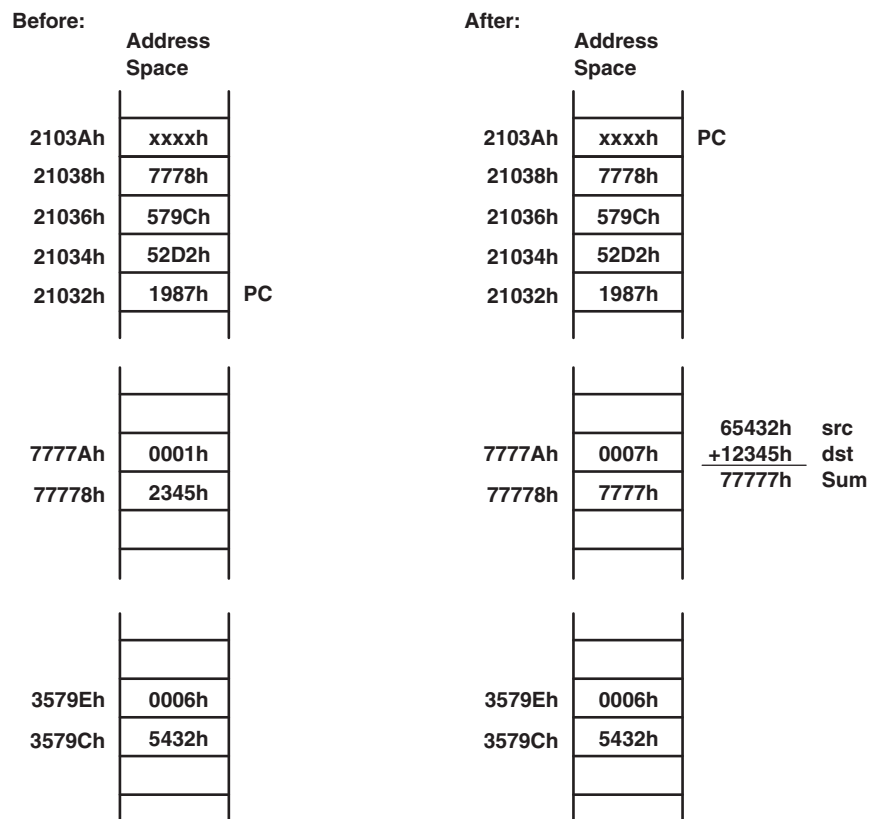 Before:
Address
Space
2103Ah xxxxh
21038h 7778h
21036h 579Ch
21034h 52D2h
21032h 1987h PC
7777Ah 0001h
77778h 2345h
3579Eh 0006h
3579Ch 5432h
After:
Address
Space
2103Ah xxxxh PC
21038h 7778h
21036h 579Ch
21034h 52D2h
21032h 1987h
65432h src
7777Ah 0007h +12345h dst
77778h 7777h 77777h Sum
3579Eh 0006h
3579Ch 5432h